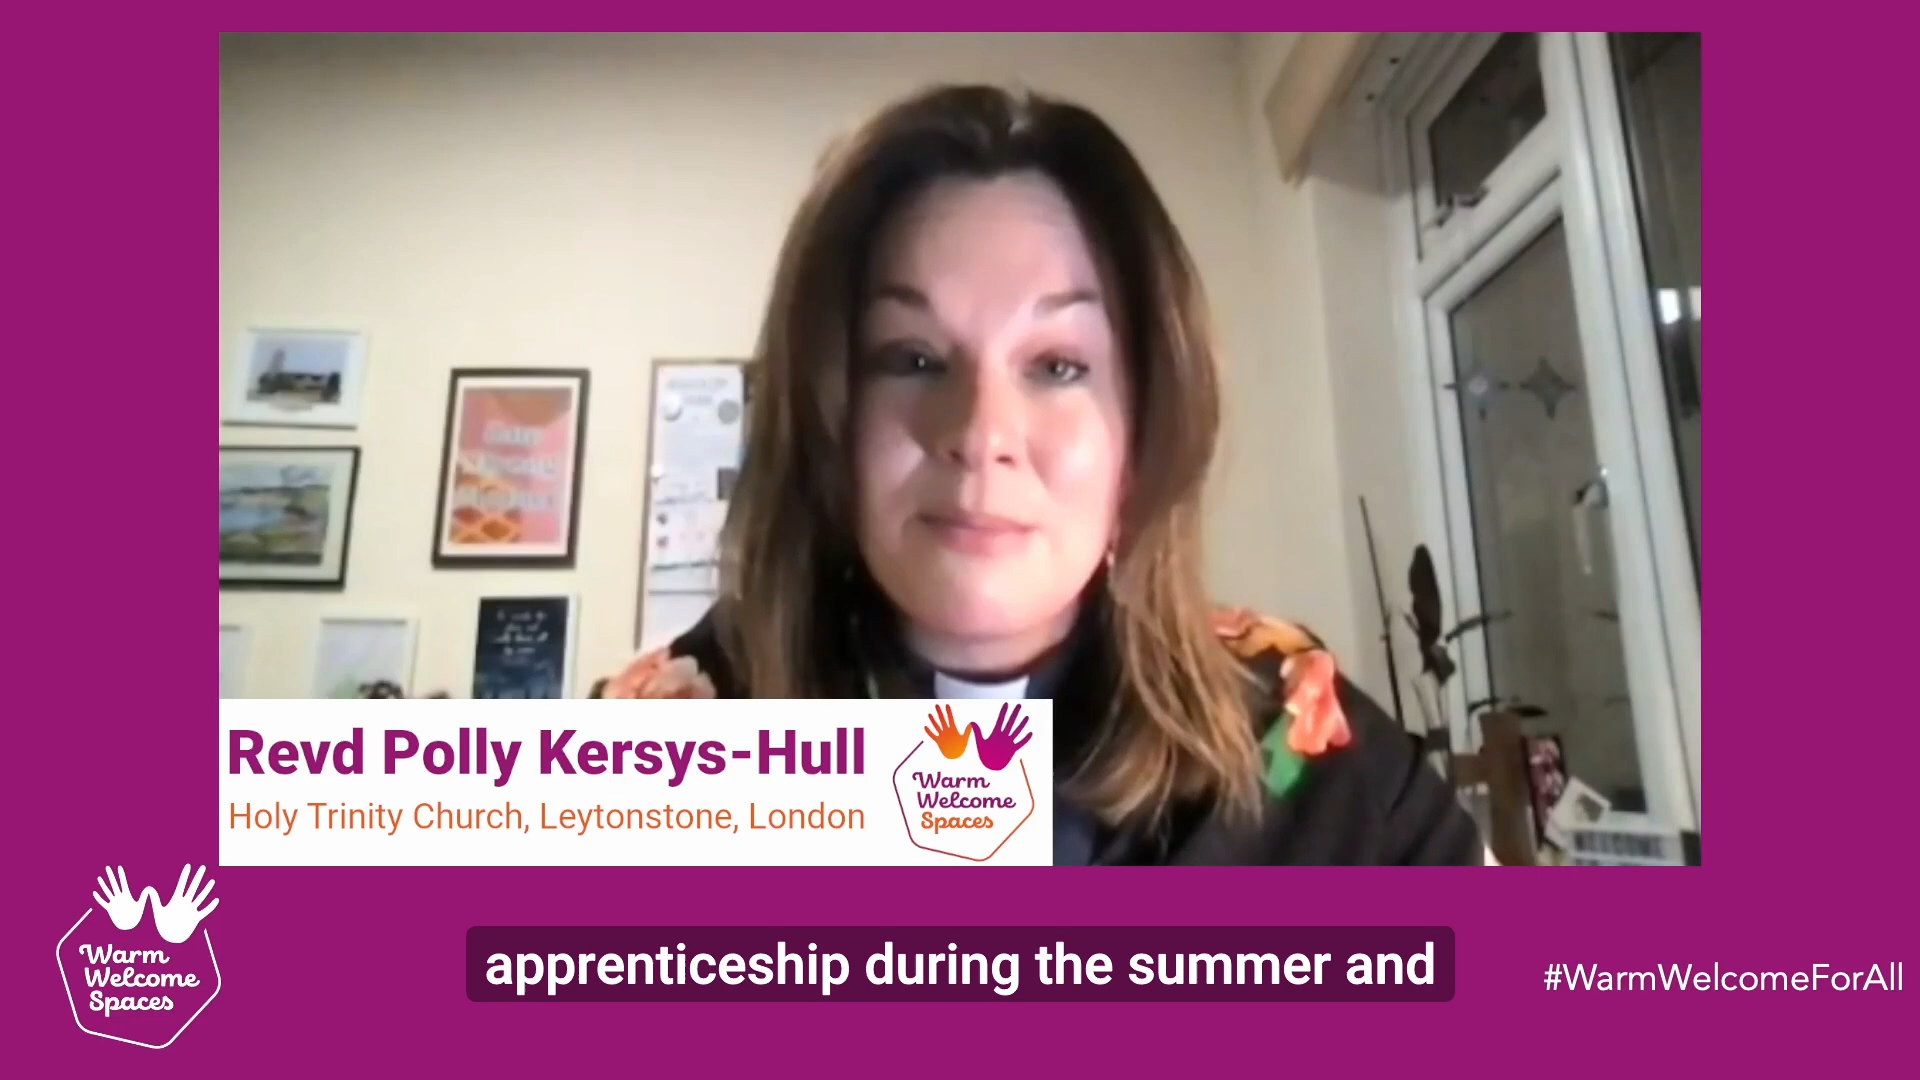 Revd Polly Kersys-Hull
Holy Trinity Church, Leytonstone, London
Warm
Welcome
Spaces
Warm
Welcome
Spaces
apprenticeship during the summer and
#WarmWelcomeForAll